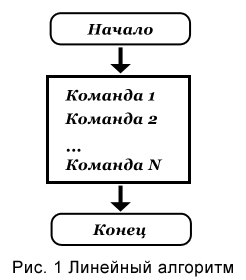 Начало
Команда 1
Команда 2
...
Команда N
Конец
Рис. 1 Линейный алгоритм